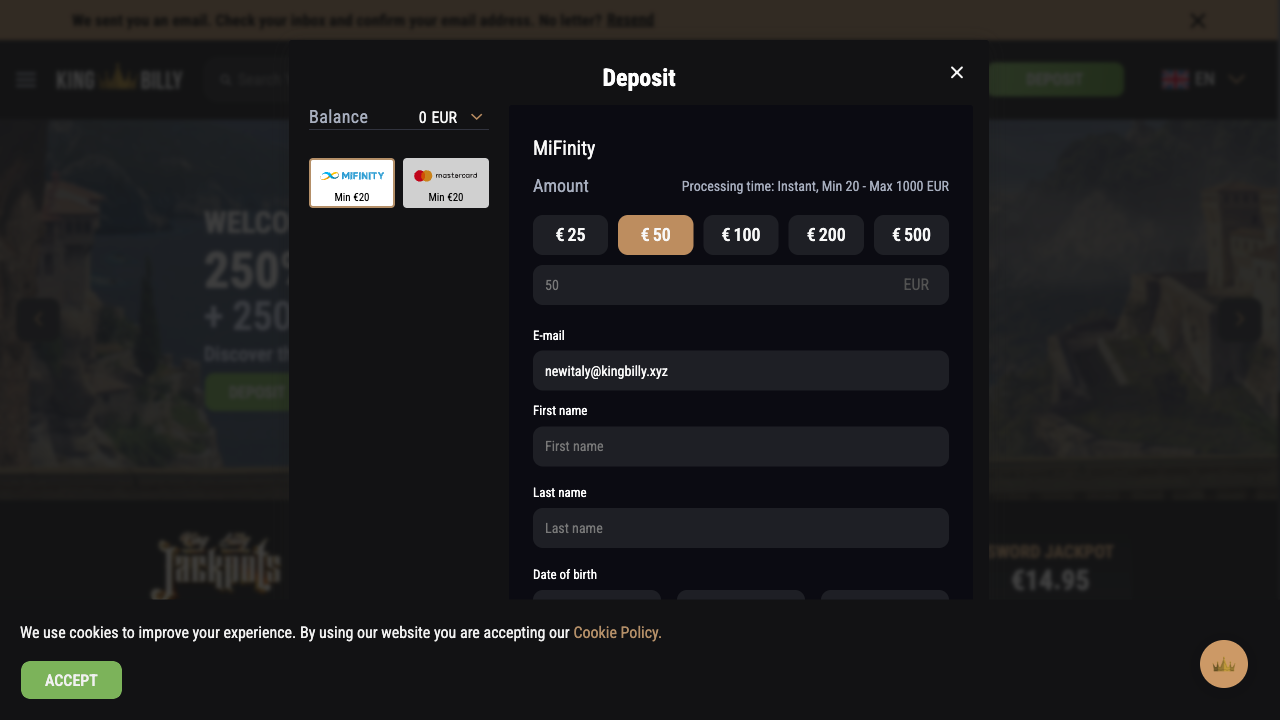 We sent you an email. Check your inbox and confirm your email address. No letter? Resend
KING BILLY
Search
DEPOSIT
EN
Deposit
Balance
0 EUR
MIFINITY
Min €20
mastercard
Min €20
MiFinity
Amount
Processing time: Instant, Min 20 - Max 1000 EUR
€ 25
€ 50
€ 100
€ 200
€ 500
50
EUR
E-mail
newitaly@kingbilly.xyz
First name
First name
Last name
Last name
Date of birth
WELCO
250%
+ 250
Discover th
DEPOSIT
King Billy
Jackpots
SWORD JACKPOT
€14.95
We use cookies to improve your experience. By using our website you are accepting our Cookie Policy.
ACCEPT